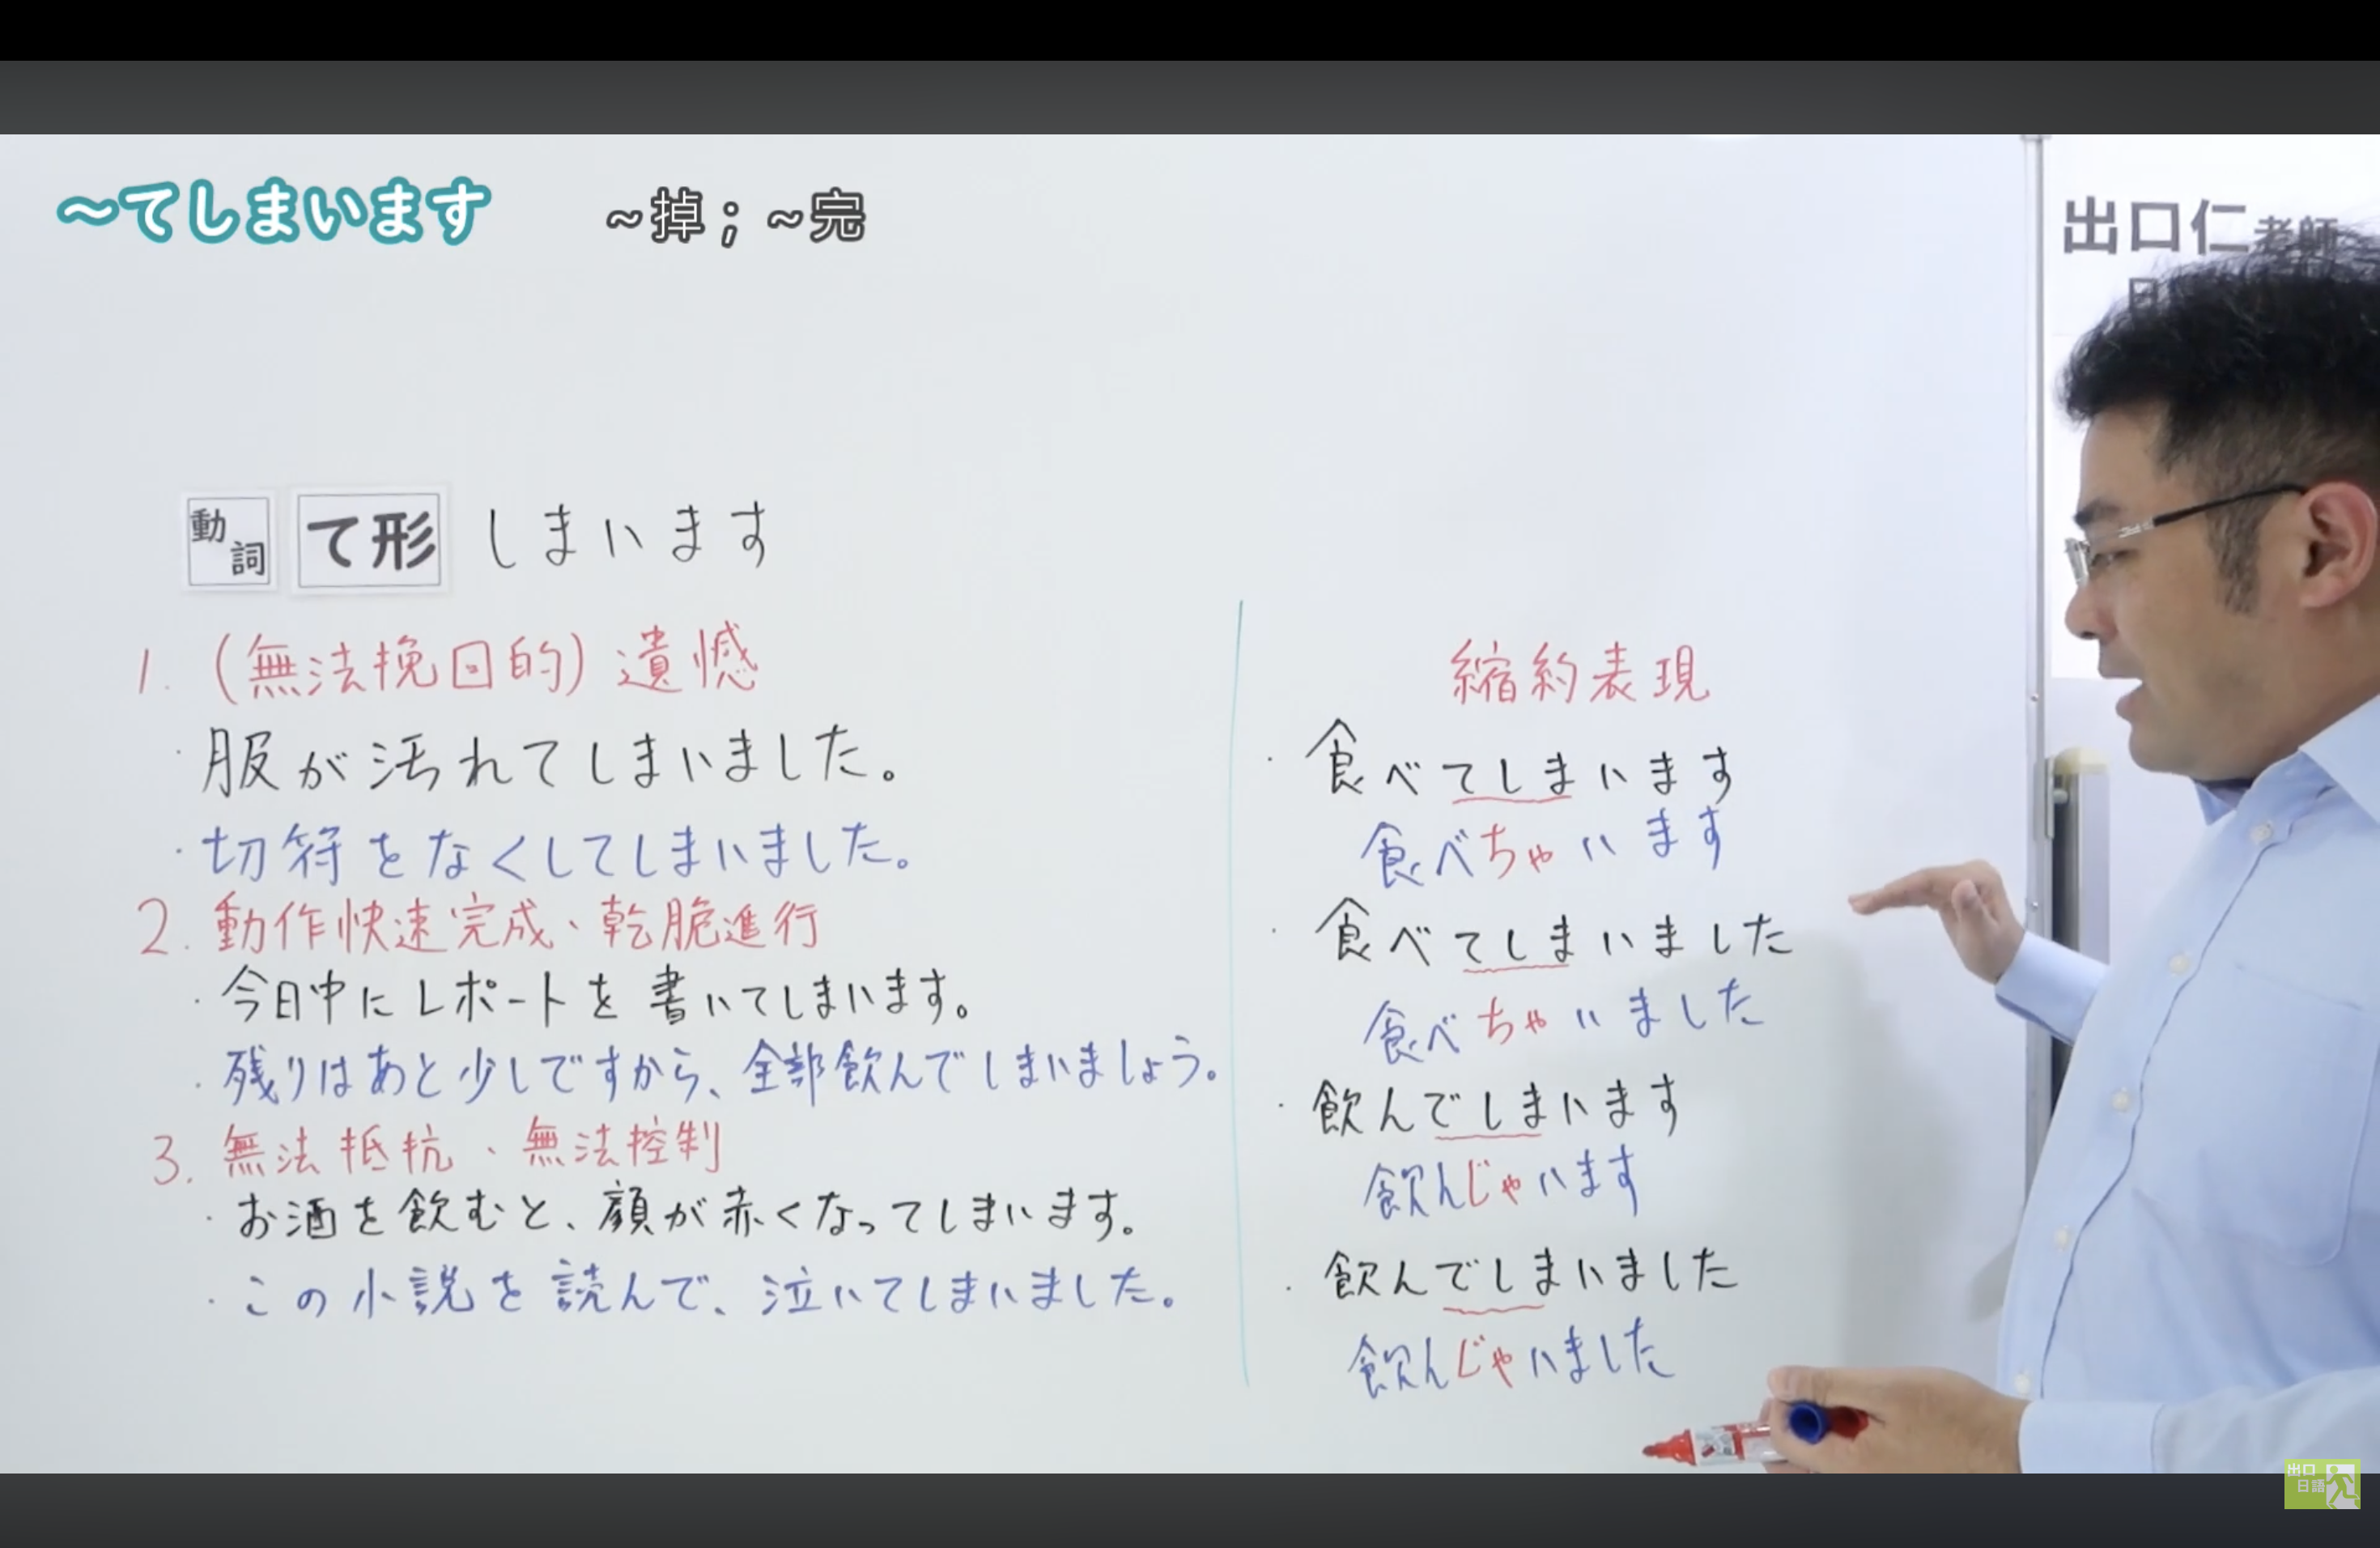 ～てしまいます　~掉；~完
出口仁老師
日
動詞 て形 しまいます
1. (無法挽回的)遺憾
・服が汚れてしまいました。
・切符をなくしてしまいました。
2. 動作快速完成、乾脆進行
・今日中にレポートを書いてしまいます。
・残りはあと少しですから、全部飲んでしまいましょう。
3. 無法抵抗、無法控制
・お酒を飲むと、顔が赤くなってしまいます。
・この小説を読んで、泣いてしまいました。
縮約表現
・食べてしまいます
食べちゃいます
・食べてしまいました
食べちゃいました
・飲んでしまいます
飲んじゃいます
・飲んでしまいました
飲んじゃいました
出口
日語